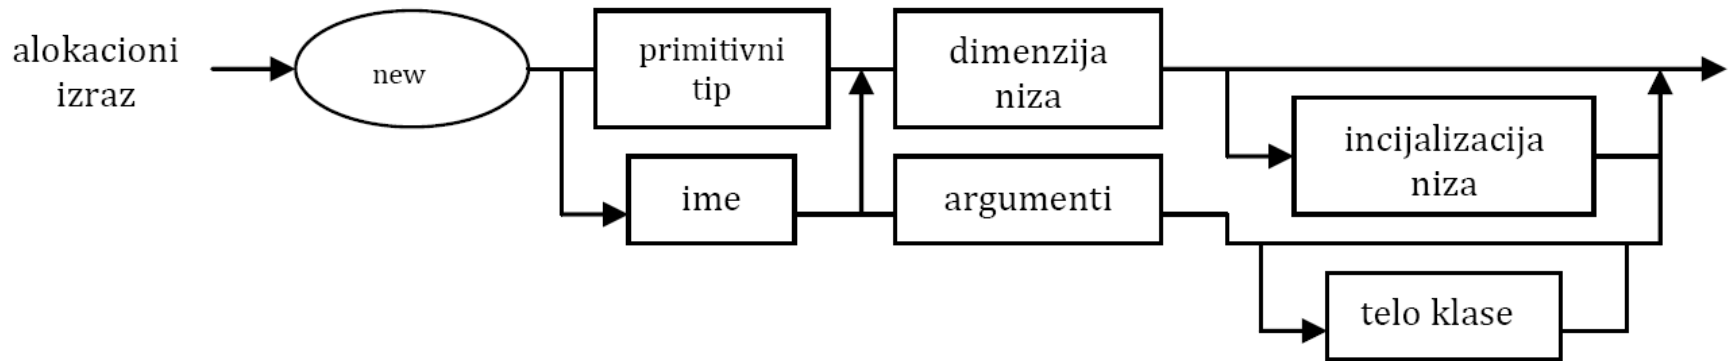 alokacioni
izraz
new
primitivni
tip
dimenzija
niza
incijalizacija
niza
ime
argumenti
telo klase